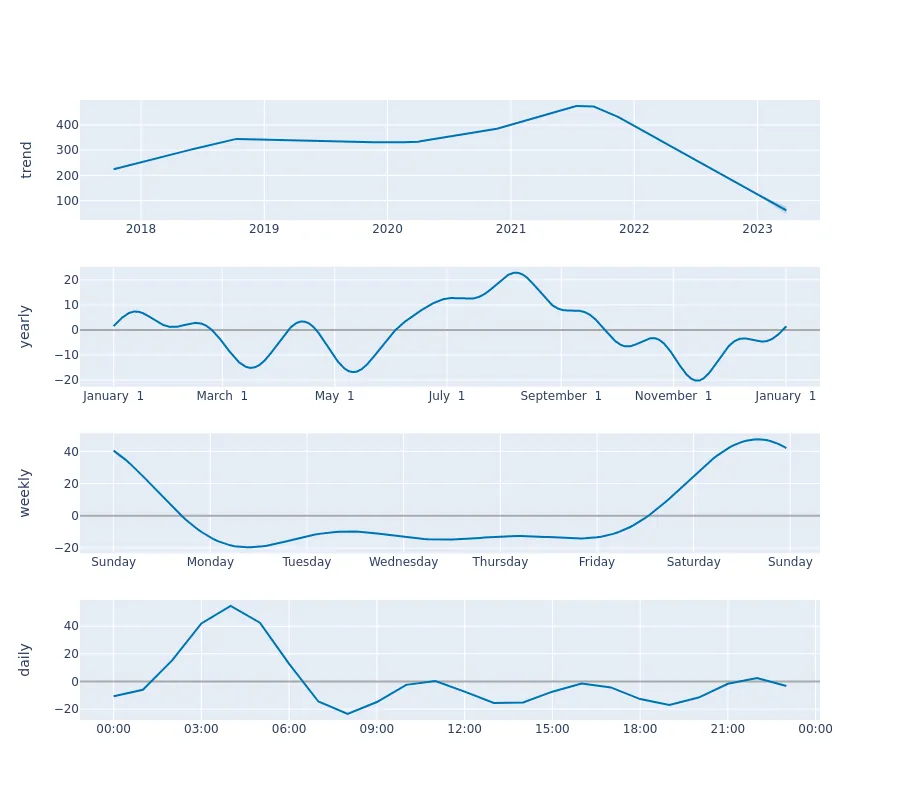 trend
400
300
200
100
2018 2019 2020 2021 2022 2023
yearly
20
10
0
−10
−20
January 1 March 1 May 1 July 1 September 1 November 1 January 1
weekly
40
20
0
−20
Sunday Monday Tuesday Wednesday Thursday Friday Saturday Sunday
daily
40
20
0
−20
00:00 03:00 06:00 09:00 12:00 15:00 18:00 21:00 00:00